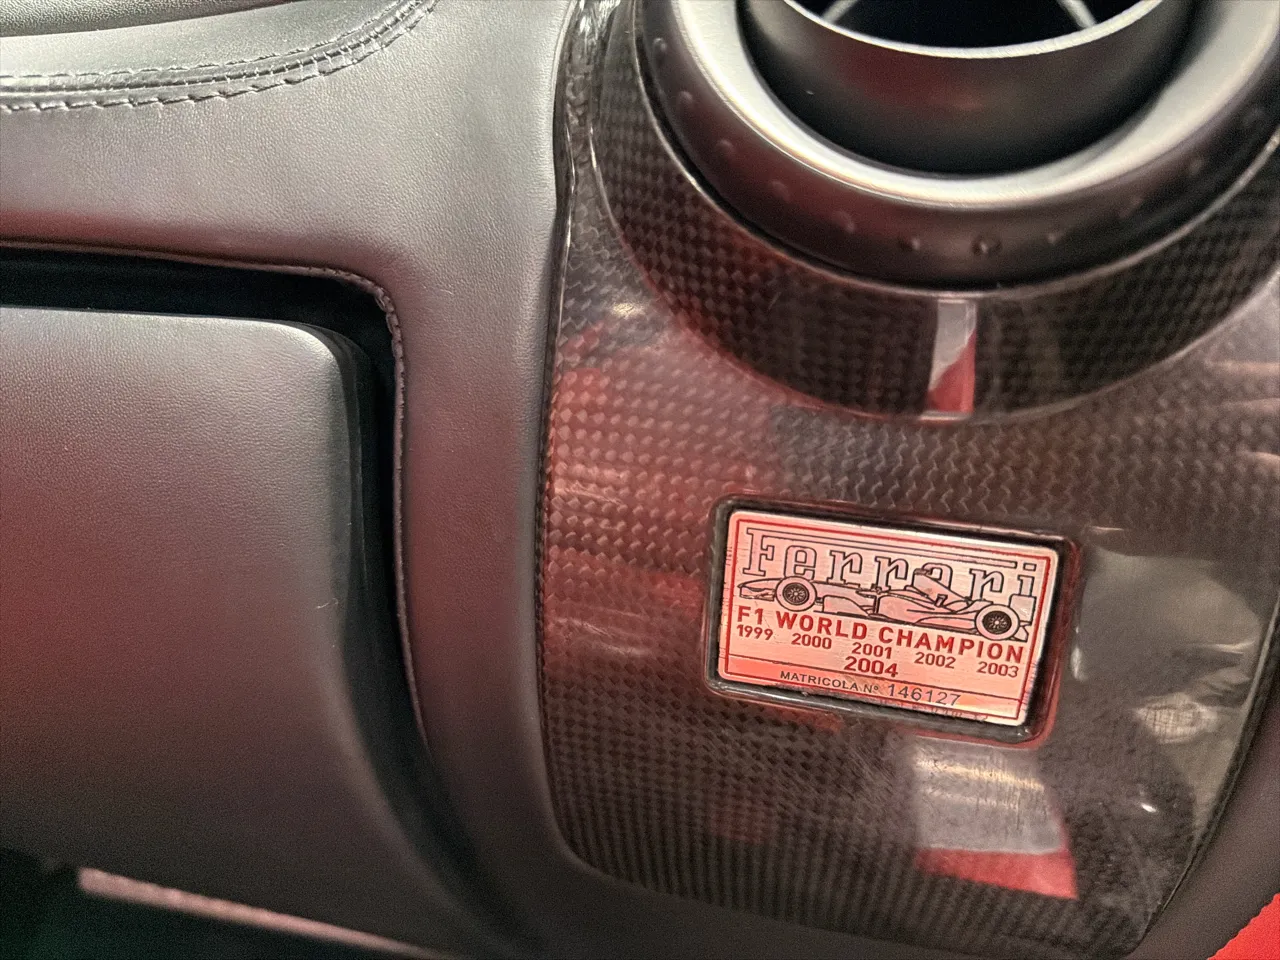 Ferrari
F1 WORLD CHAMPION
1999 2000 2001 2002 2003
2004
MATRICOLA Nº 146127